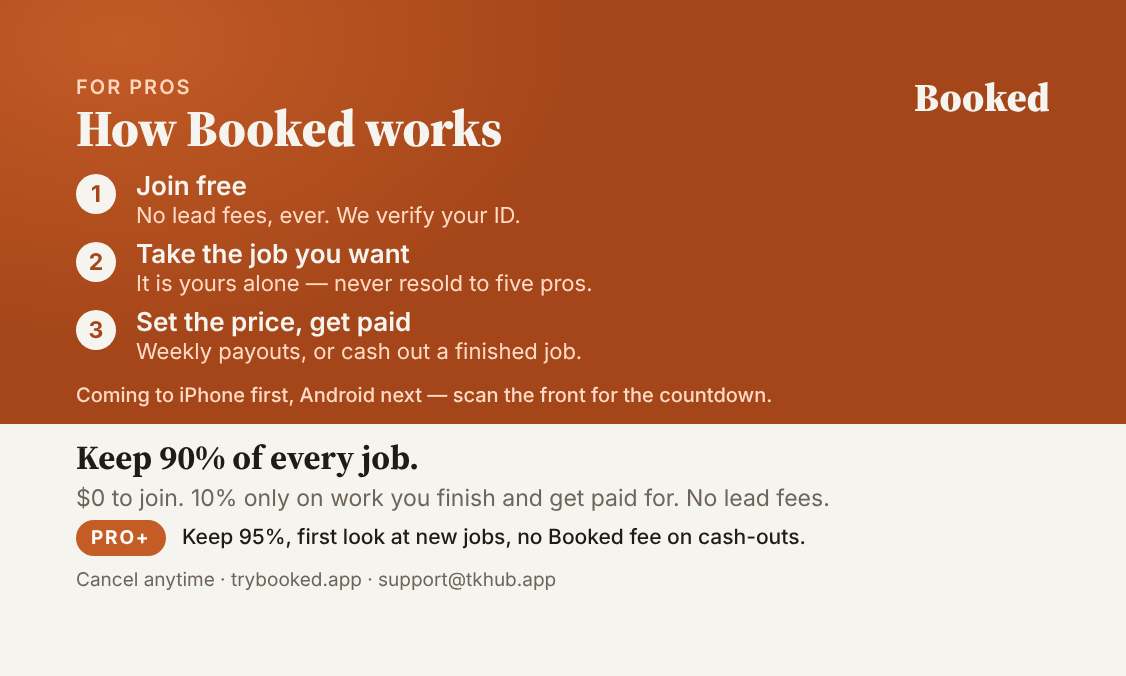 FOR PROS
Booked
How Booked works
1
Join free
No lead fees, ever. We verify your ID.
2
Take the job you want
It is yours alone — never resold to five pros.
3
Set the price, get paid
Weekly payouts, or cash out a finished job.
Coming to iPhone first, Android next — scan the front for the countdown.
Keep 90% of every job.
$0 to join. 10% only on work you finish and get paid for. No lead fees.
PRO+ Keep 95%, first look at new jobs, no Booked fee on cash-outs.
Cancel anytime · trybooked.app · support@tkhub.app